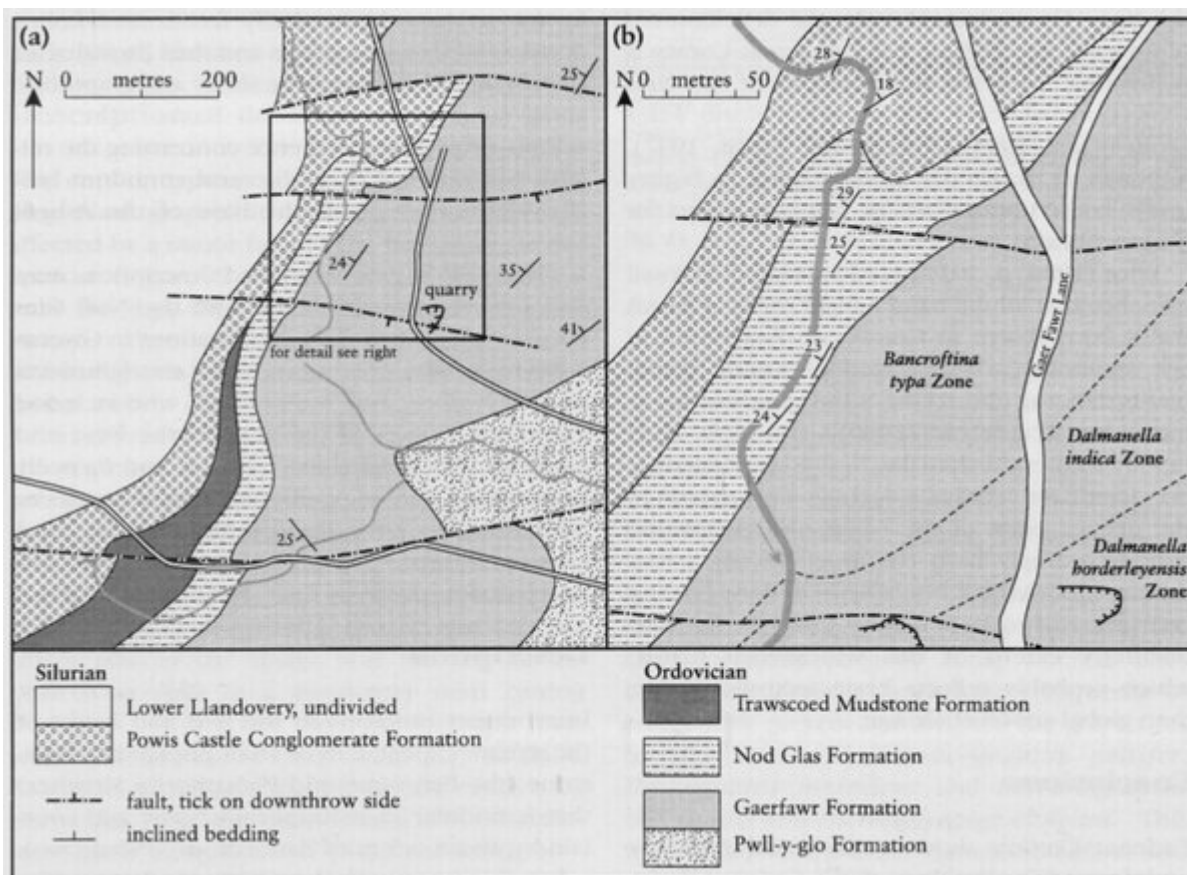 (a)
N 0 metres 200
25
24
35
quarry
41
for detail see right
25
(b)
N 0 metres 50
28
18
29
25
23
24
Gaer Fawr Lane
Bancroftina
typa Zone
Dalmanella
indica Zone
Dalmanella
borderleyensis
Zone
Silurian
Lower Llandovery, undivided
Powis Castle Conglomerate Formation
fault, tick on downthrow side
inclined bedding
Ordovician
Trawscoed Mudstone Formation
Nod Glas Formation
Gaerfawr Formation
Pwll-y-glo Formation